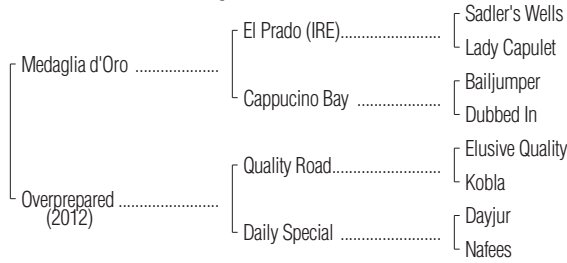 Sadler's Wells
El Prado (IRE)....................
Lady Capulet
Medaglia d'Oro .....................
Bailjumper
Cappucino Bay .....................
Dubbed In
Elusive Quality
Quality Road.......................
Kobla
Overprepared .........................
(2012)
Dayjur
Daily Special .........................
Nafees